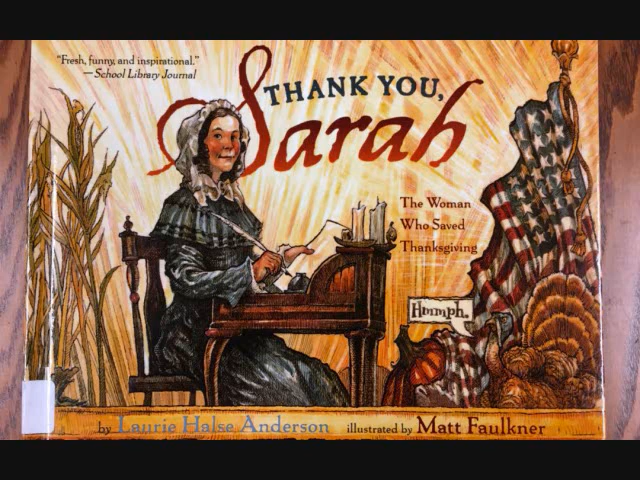 "Fresh, funny, and inspirational."
—School Library Journal
THANK YOU,
Sarah
The Woman
Who Saved
Thanksgiving
Hmmph.
by Laurie Halse Anderson illustrated by Matt Faulkner